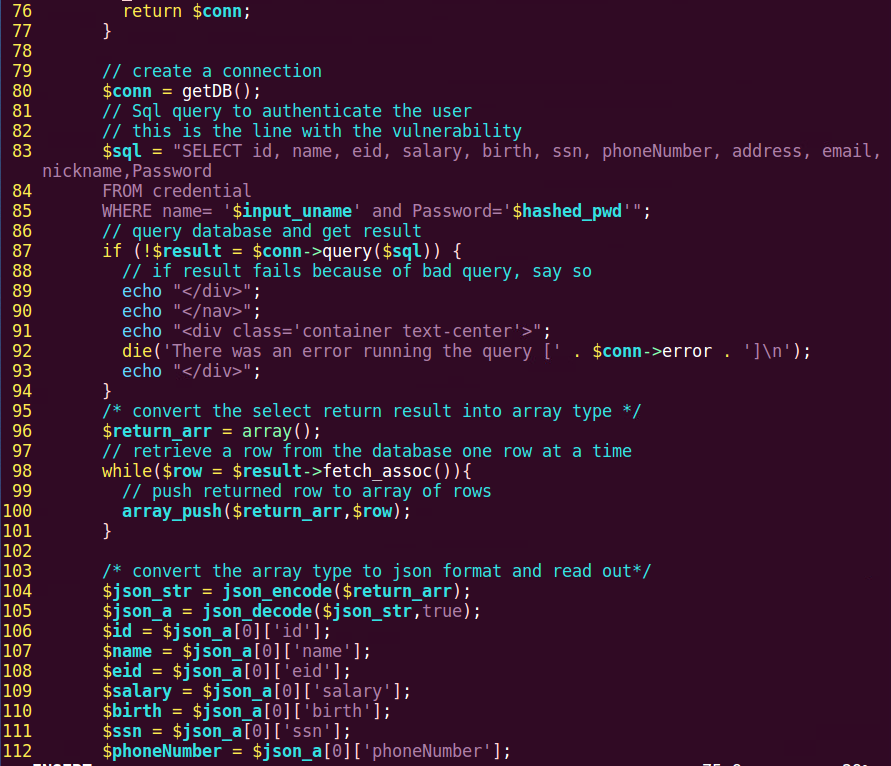 76 return $conn;
77 }
78
79 // create a connection
80 $conn = getDB();
81 // Sql query to authenticate the user
82 // this is the line with the vulnerability
83 $sql = "SELECT id, name, eid, salary, birth, ssn, phoneNumber, address, email,
nickname,Password
84 FROM credential
85 WHERE name= '$input_uname' and Password='$hashed_pwd'";
86 // query database and get result
87 if (!$result = $conn->query($sql)) {
88 // if result fails because of bad query, say so
89 echo "</div>";
90 echo "</nav>";
91 echo "<div class='container text-center'>";
92 die('There was an error running the query [' . $conn->error . ']\n');
93 echo "</div>";
94 }
95 /* convert the select return result into array type */
96 $return_arr = array();
97 // retrieve a row from the database one row at a time
98 while($row = $result->fetch_assoc()){
99 // push returned row to array of rows
100 array_push($return_arr,$row);
101 }
102
103 /* convert the array type to json format and read out*/
104 $json_str = json_encode($return_arr);
105 $json_a = json_decode($json_str,true);
106 $id = $json_a[0]['id'];
107 $name = $json_a[0]['name'];
108 $eid = $json_a[0]['eid'];
109 $salary = $json_a[0]['salary'];
110 $birth = $json_a[0]['birth'];
111 $ssn = $json_a[0]['ssn'];
112 $phoneNumber = $json_a[0]['phoneNumber'];